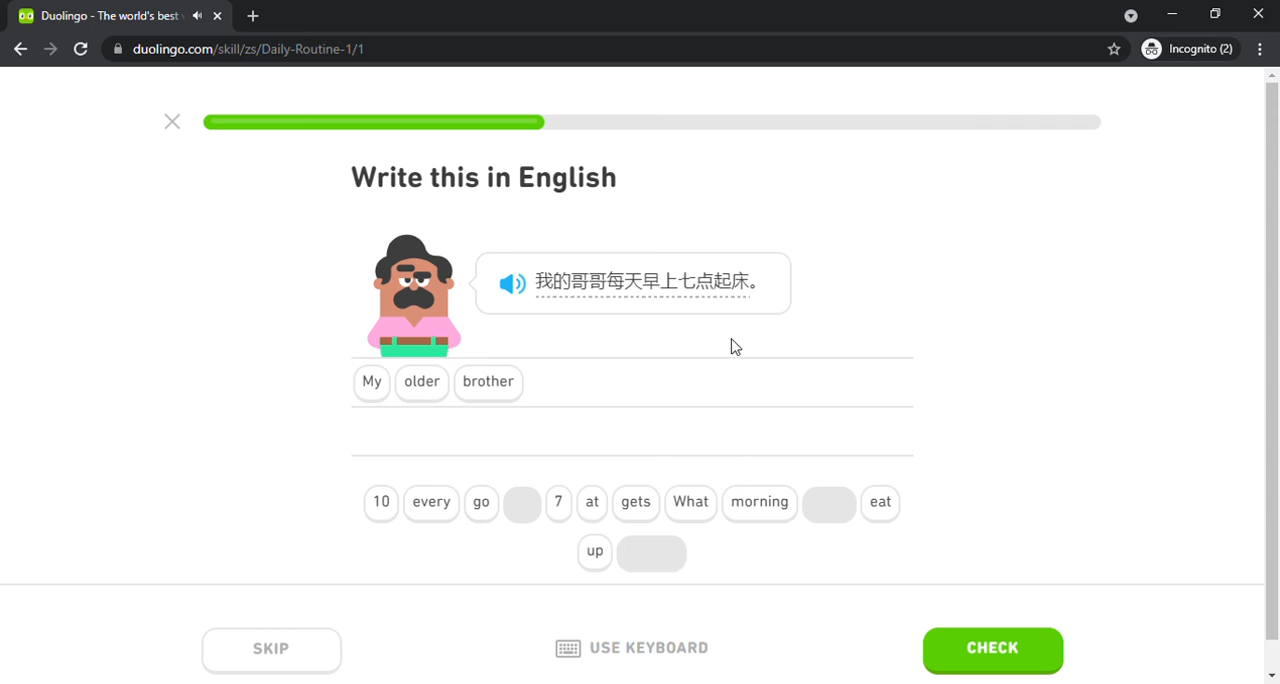 Duolingo - The world's best
duolingo.com/skill/zs/Daily-Routine-1/1
Incognito (2)
Write this in English
我的哥哥每天早上七点起床。
My older brother
10 every go 7 at gets What morning eat
up
SKIP
USE KEYBOARD
CHECK